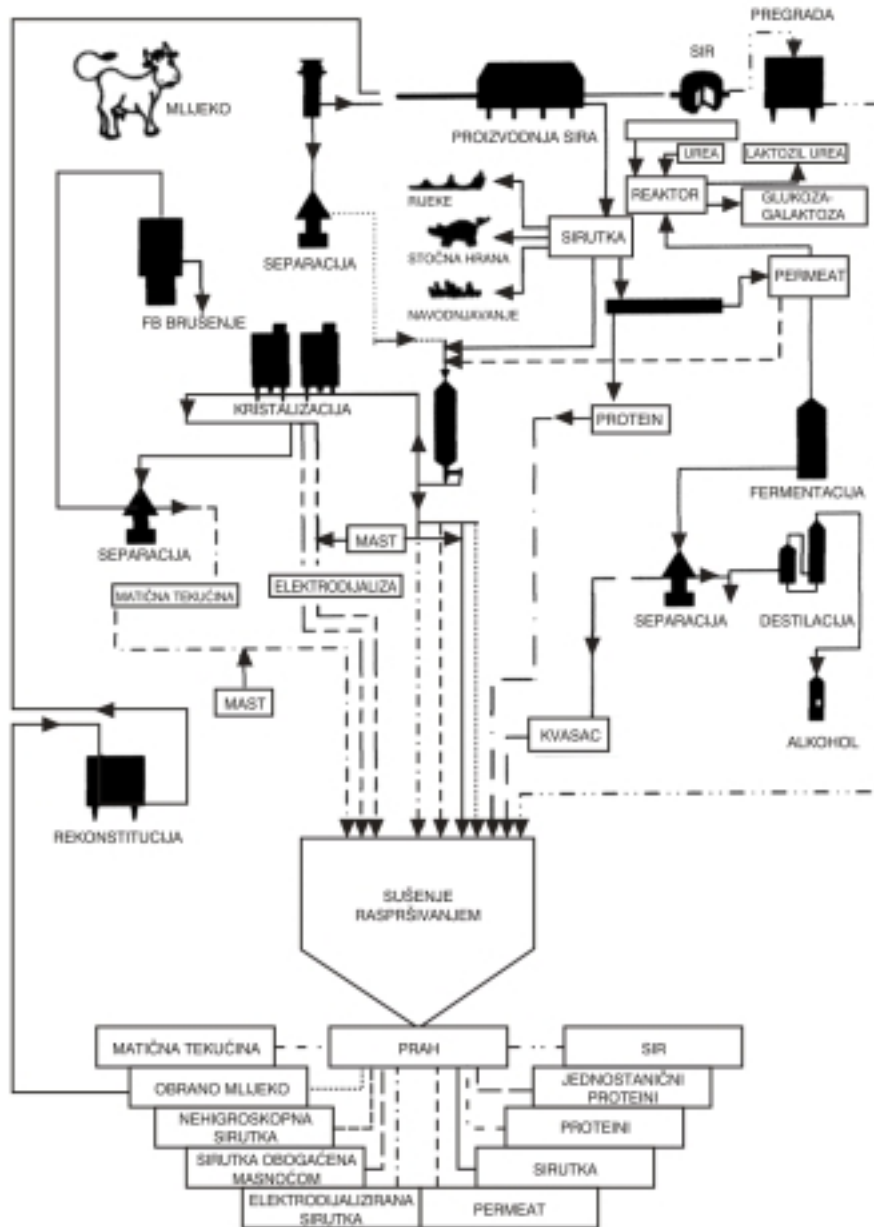 PREGRADA
SIR
MLIJEKO
PROIZVODNJA SIRA
UREA
LAKTOZIL UREA
REAKTOR
GLUKOZA-
GALAKTOZA
RIJEKE
SIRUTKA
SEPARACIJA
STOČNA HRANA
PERMEAT
NAVODNJAVANJE
FB BRUŠENJE
KRISTALIZACIJA
PROTEIN
FERMENTACIJA
SEPARACIJA
MAST
MATIČNA TEKUĆINA
ELEKTRODIJALIZA
SEPARACIJA
DESTILACIJA
MAST
KVASAC
ALKOHOL
REKONSTITUCIJA
SUŠENJE
RASPRŠIVANJEM
MATIČNA TEKUĆINA
PRAH
SIR
OBRANO MLIJEKO
JEDNOSTANIČNI
PROTEINI
NEHIGROSKOPNA
SIRUTKA
PROTEINI
SIRUTKA OBOGAĆENA
MASNOĆOM
SIRUTKA
ELEKTRODIJALIZIRANA
SIRUTKA
PERMEAT